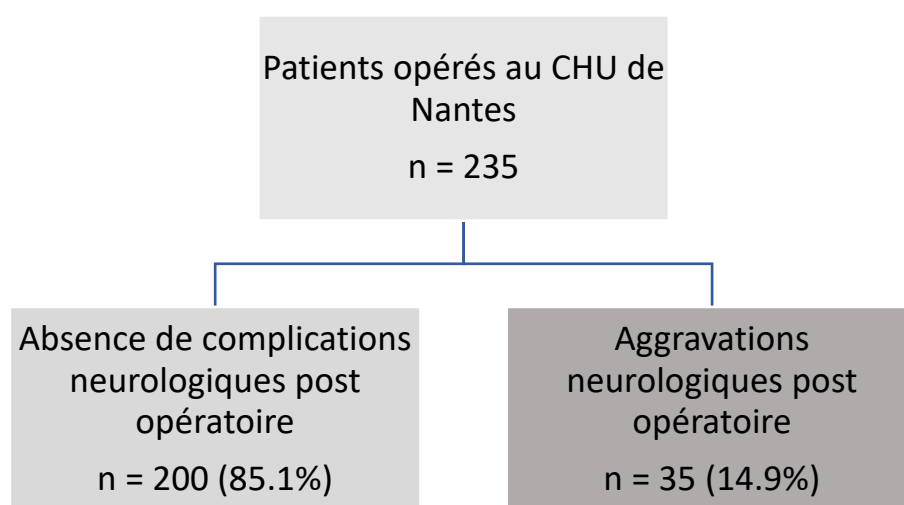 Patients opérés au CHU de
Nantes
n = 235
Absence de complications
neurologiques post
opératoire
n = 200 (85.1%)
Aggravations
neurologiques post
opératoire
n = 35 (14.9%)